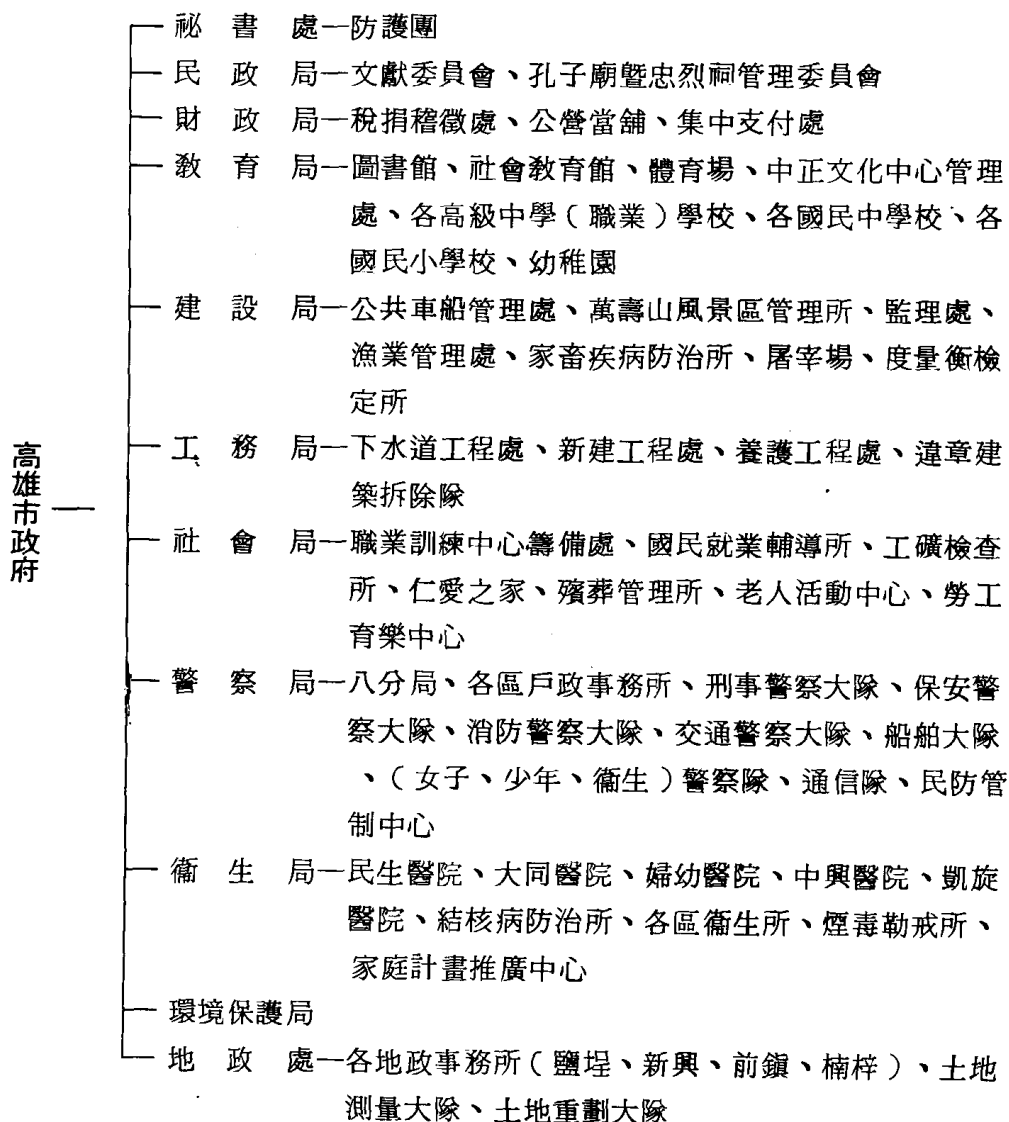 高雄市政府
祕書處—防護團
民政局—文獻委員會、孔子廟暨忠烈祠管理委員會
財政局—稅捐稽徵處、公營當舖、集中支付處
教育局—圖書館、社會教育館、體育場、中正文化中心管理
處、各高級中學（職業）學校、各國民中學校、各
國民小學校、幼稚園
建設局—公共車船管理處、萬壽山風景區管理所、監理處、
漁業管理處、家畜疾病防治所、屠宰場、度量衡檢
定所
工務局—下水道工程處、新建工程處、養護工程處、違章建
築拆除隊
社會局—職業訓練中心籌備處、國民就業輔導所、工礦檢查
所、仁愛之家、殯葬管理所、老人活動中心、勞工
育樂中心
警察局—八分局、各區戶政事務所、刑事警察大隊、保安警
察大隊、消防警察大隊、交通警察大隊、船舶大隊
、（女子、少年、衞生）警察隊、通信隊、民防管
制中心
衞生局—民生醫院、大同醫院、婦幼醫院、中興醫院、凱旋
醫院、結核病防治所、各區衞生所、煙毒勒戒所、
家庭計畫推廣中心
環境保護局
地政處—各地政事務所（鹽埕、新興、前鎮、楠梓）、土地
測量大隊、土地重劃大隊